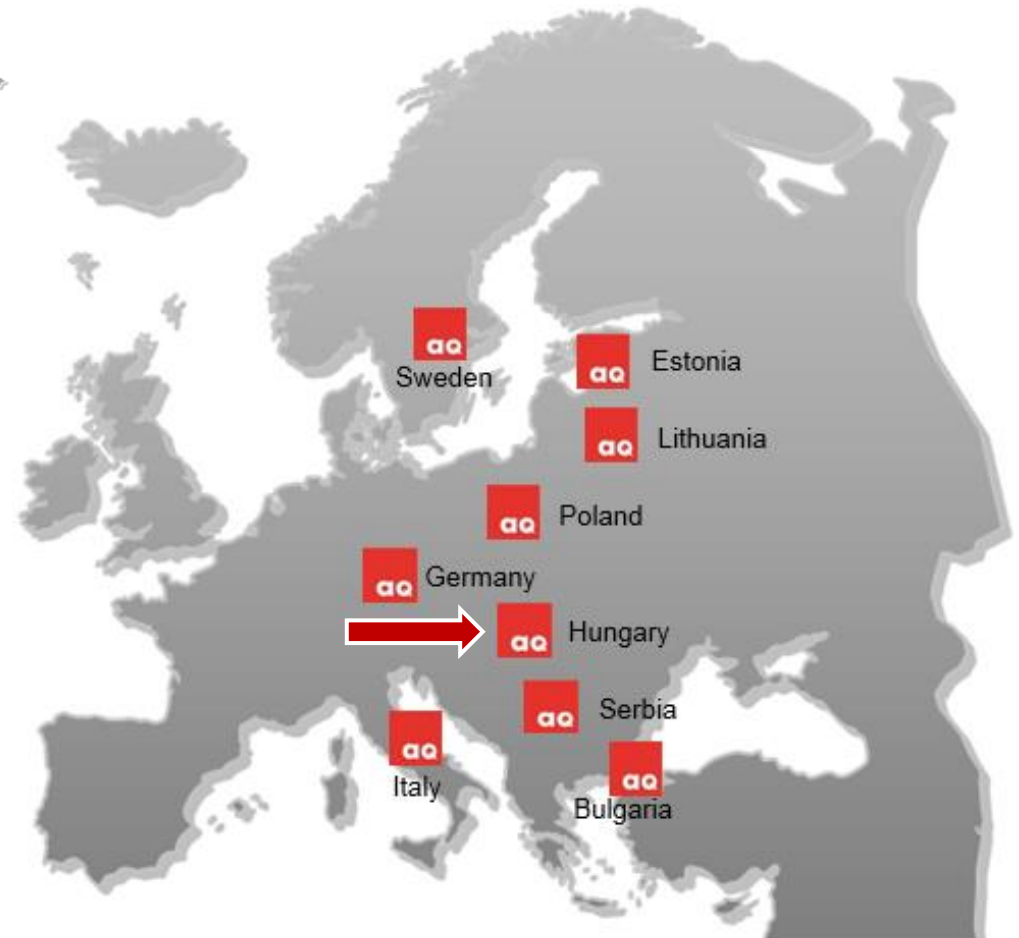 aQ
Sweden
aQ
Estonia
aQ
Lithuania
aQ
Poland
aQ
Germany
aQ
Hungary
aQ
Serbia
aQ
Italy
aQ
Bulgaria